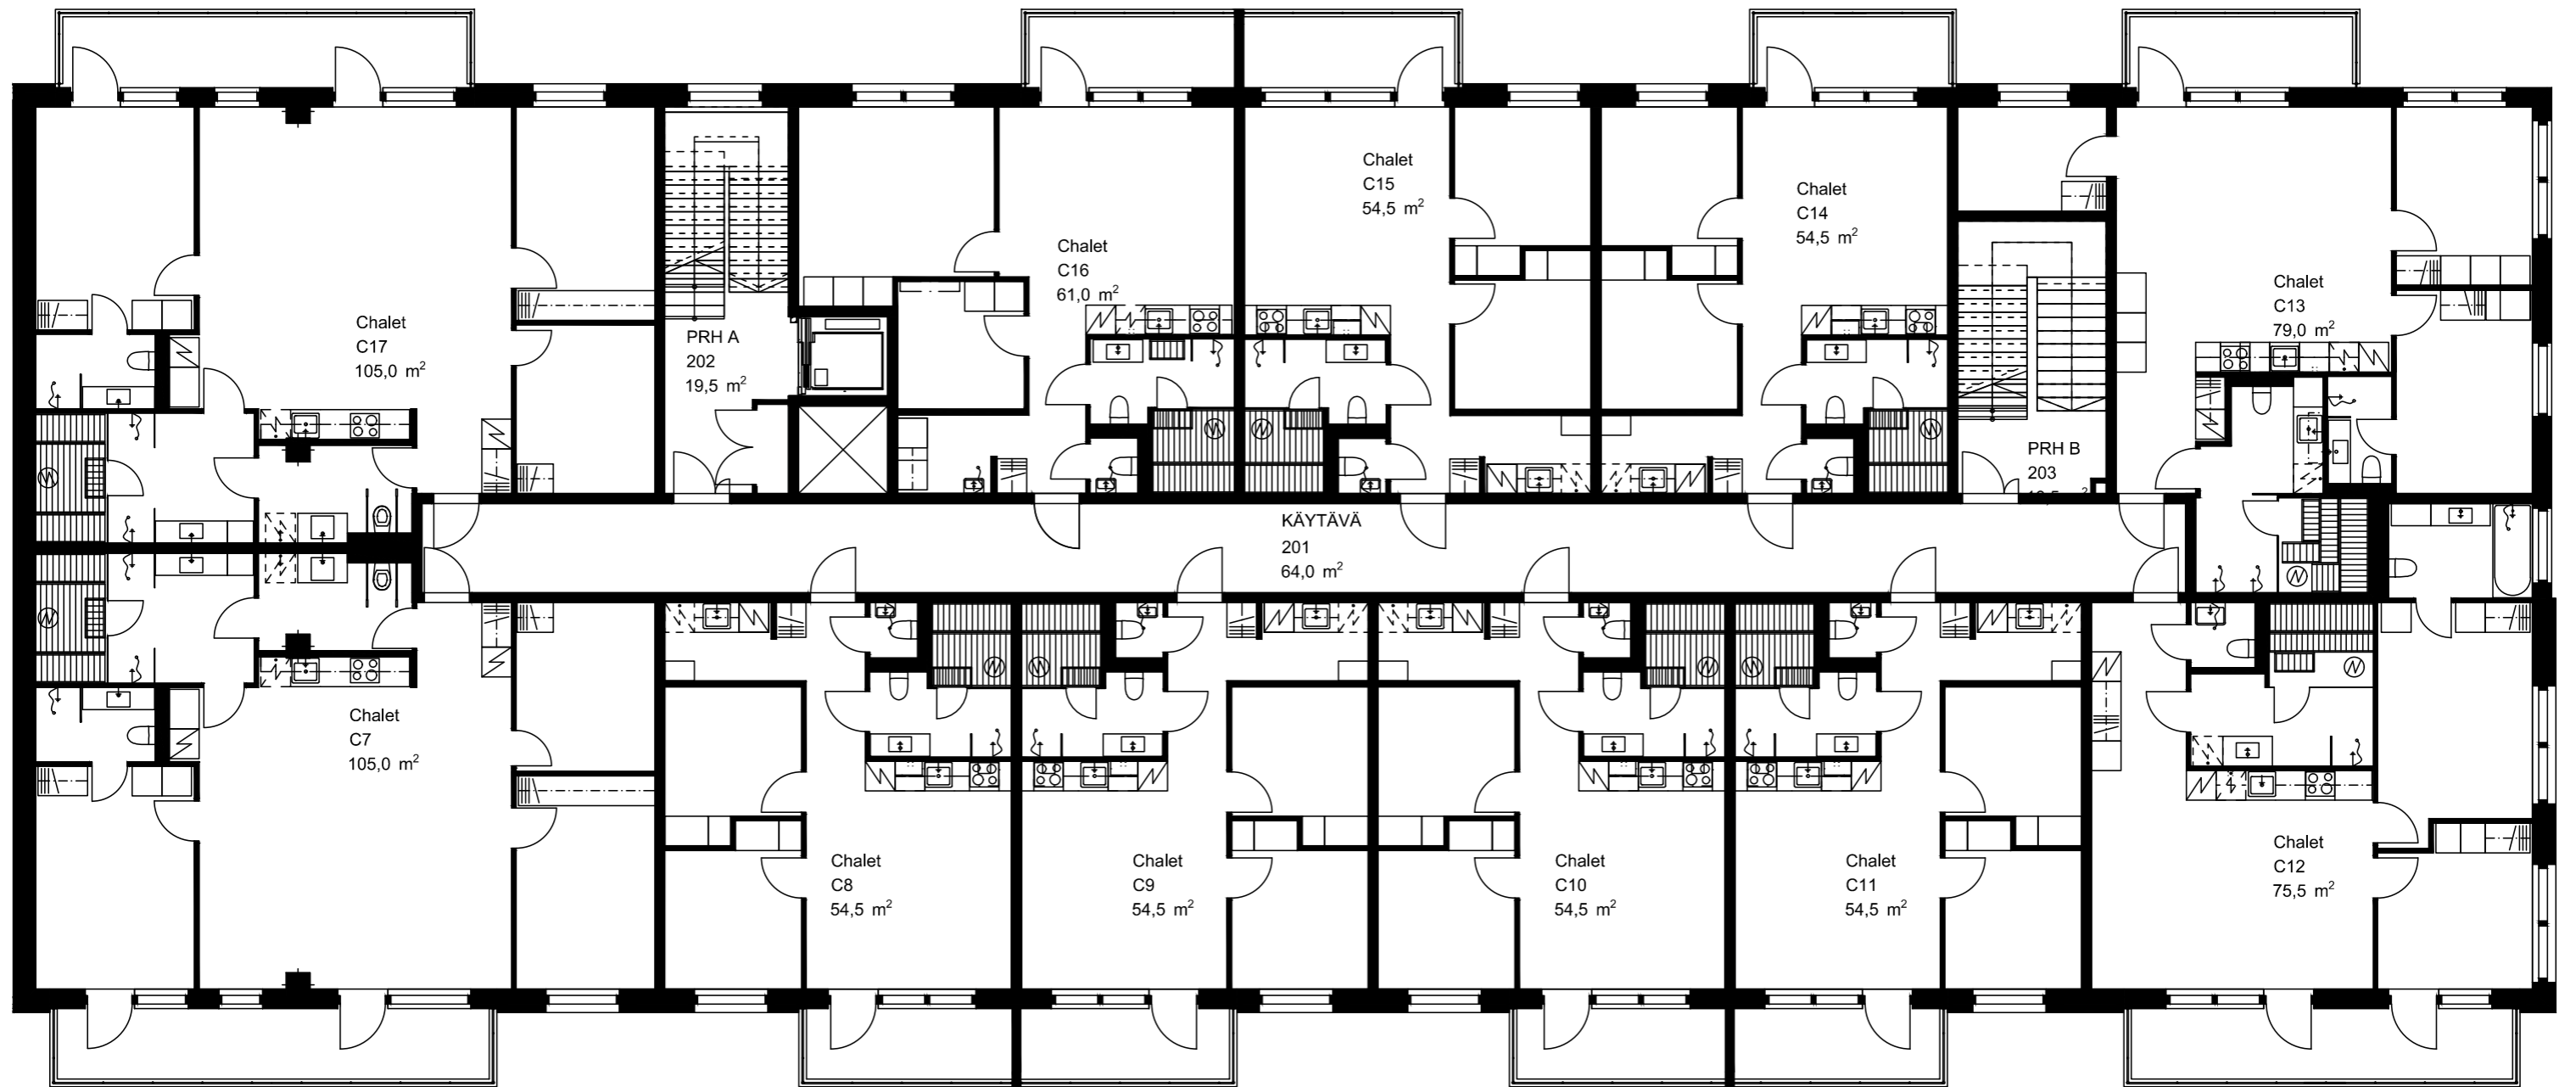 Chalet
C17
105,0 m²
PRH A
202
19,5 m²
Chalet
C16
61,0 m²
Chalet
C15
54,5 m²
Chalet
C14
54,5 m²
PRH B
203
Chalet
C13
79,0 m²
KÄYTÄVÄ
201
64,0 m²
Chalet
C7
105,0 m²
Chalet
C8
54,5 m²
Chalet
C9
54,5 m²
Chalet
C10
54,5 m²
Chalet
C11
54,5 m²
Chalet
C12
75,5 m²